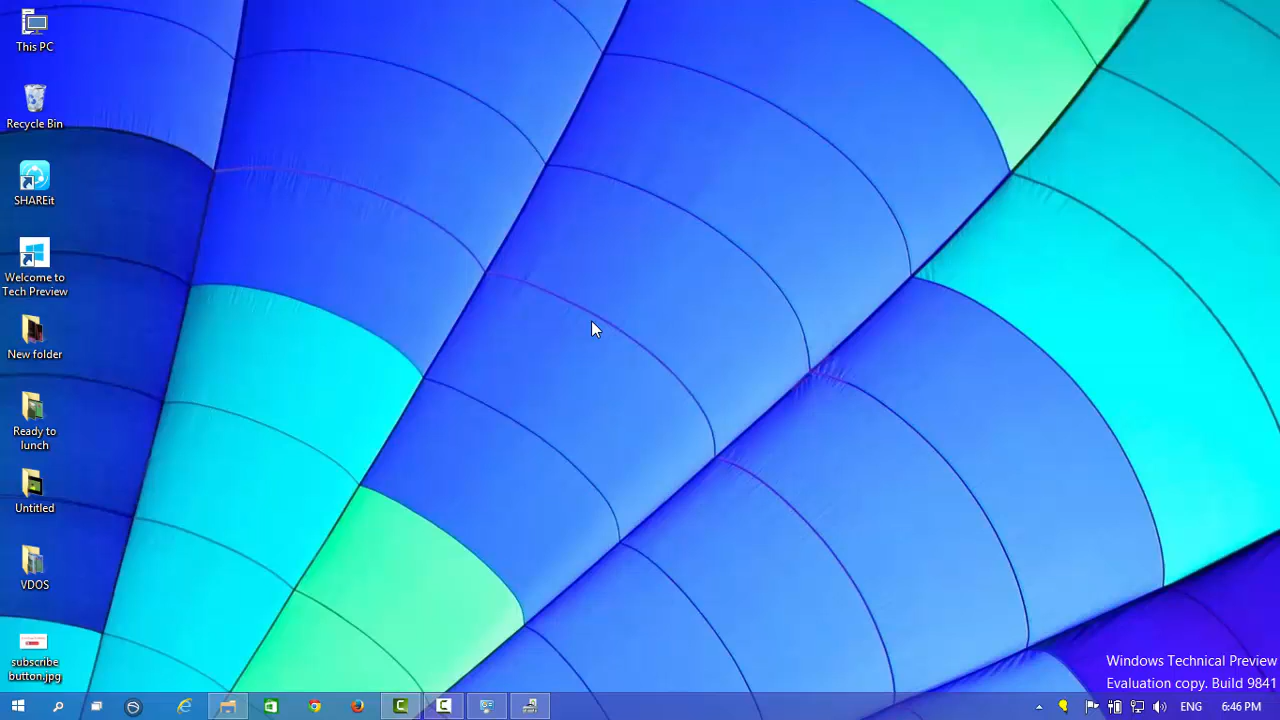 This PC
Recycle Bin
SHAREit
Welcome to
Tech Preview
New folder
Ready to
lunch
Untitled
VDOS
subscribe
button.jpg
Windows Technical Preview
Evaluation copy. Build 9841
ENG
6:46 PM